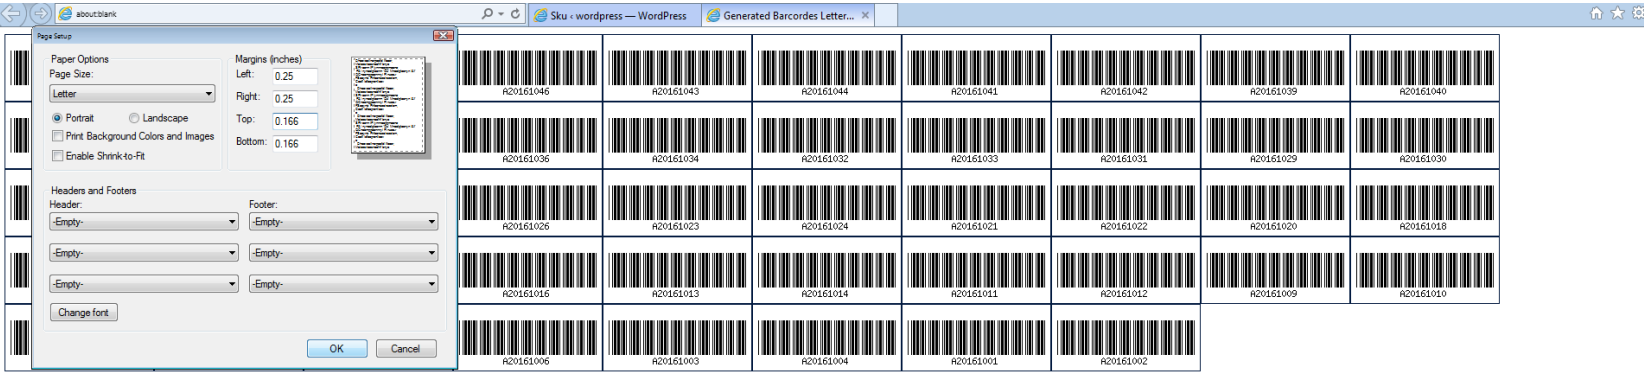 about:blank
Sku ‹ wordpress — WordPress
Generated Barcordes Letter...
Page Setup
Paper Options
Page Size:
Letter
Portrait
Landscape
Print Background Colors and Images
Enable Shrink-to-Fit
Margins (inches)
Left: 0.25
Right: 0.25
Top: 0.166
Bottom: 0.166
Headers and Footers
Header:
Footer:
-Empty- -Empty-
-Empty- -Empty-
-Empty- -Empty-
Change font
OK Cancel
A20161046 A20161043 A20161044 A20161041 A20161042 A20161039 A20161040
A20161036 A20161034 A20161032 A20161033 A20161031 A20161029 A20161030
A20161026 A20161023 A20161024 A20161021 A20161022 A20161020 A20161018
A20161016 A20161013 A20161014 A20161011 A20161012 A20161009 A20161010
A20161006 A20161003 A20161004 A20161001 A20161002